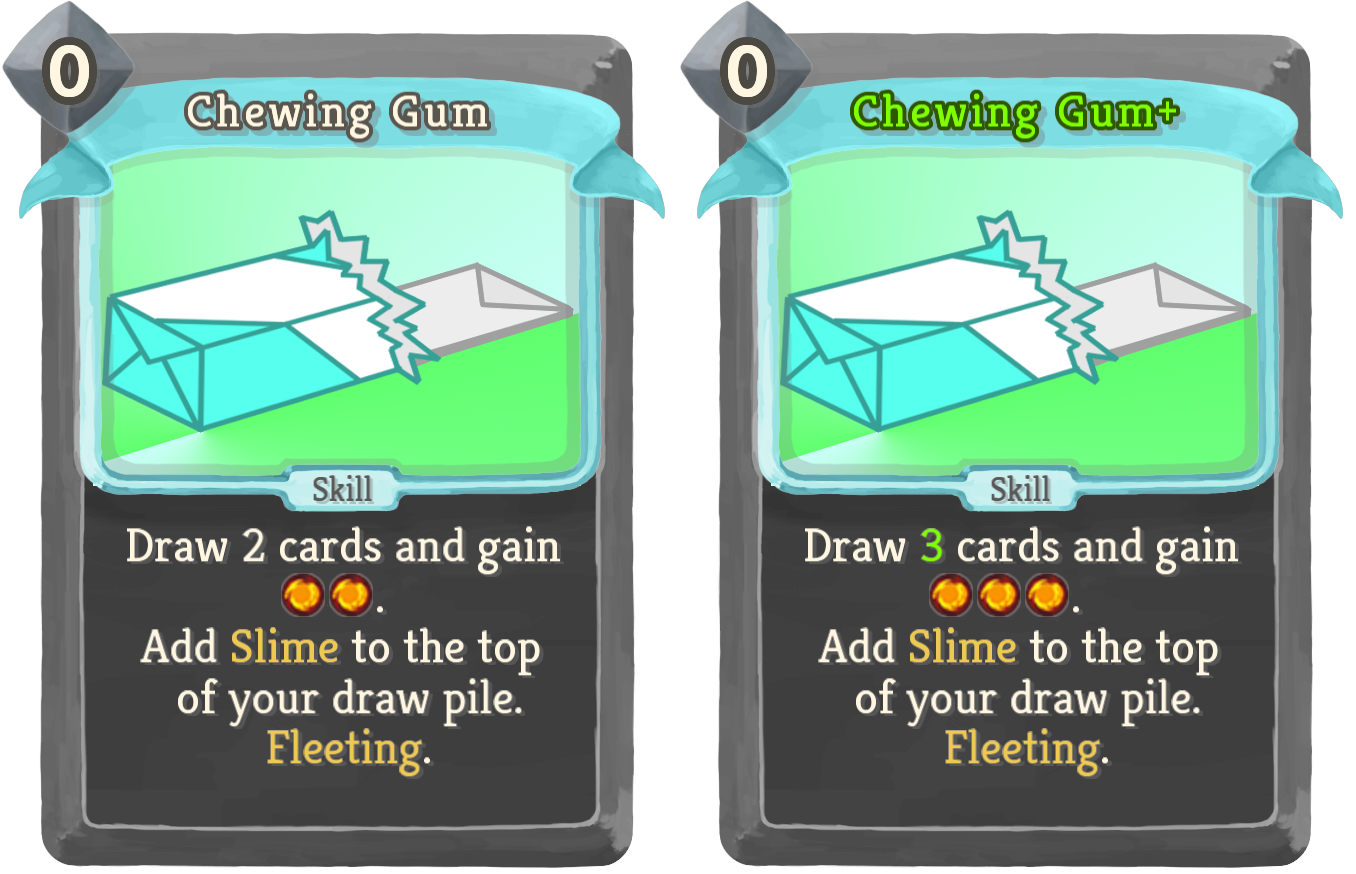 0
Chewing Gum
Skill
Draw 2 cards and gain
.
Add Slime to the top
of your draw pile.
Fleeting.
0
Chewing Gum+
Skill
Draw 3 cards and gain
.
Add Slime to the top
of your draw pile.
Fleeting.